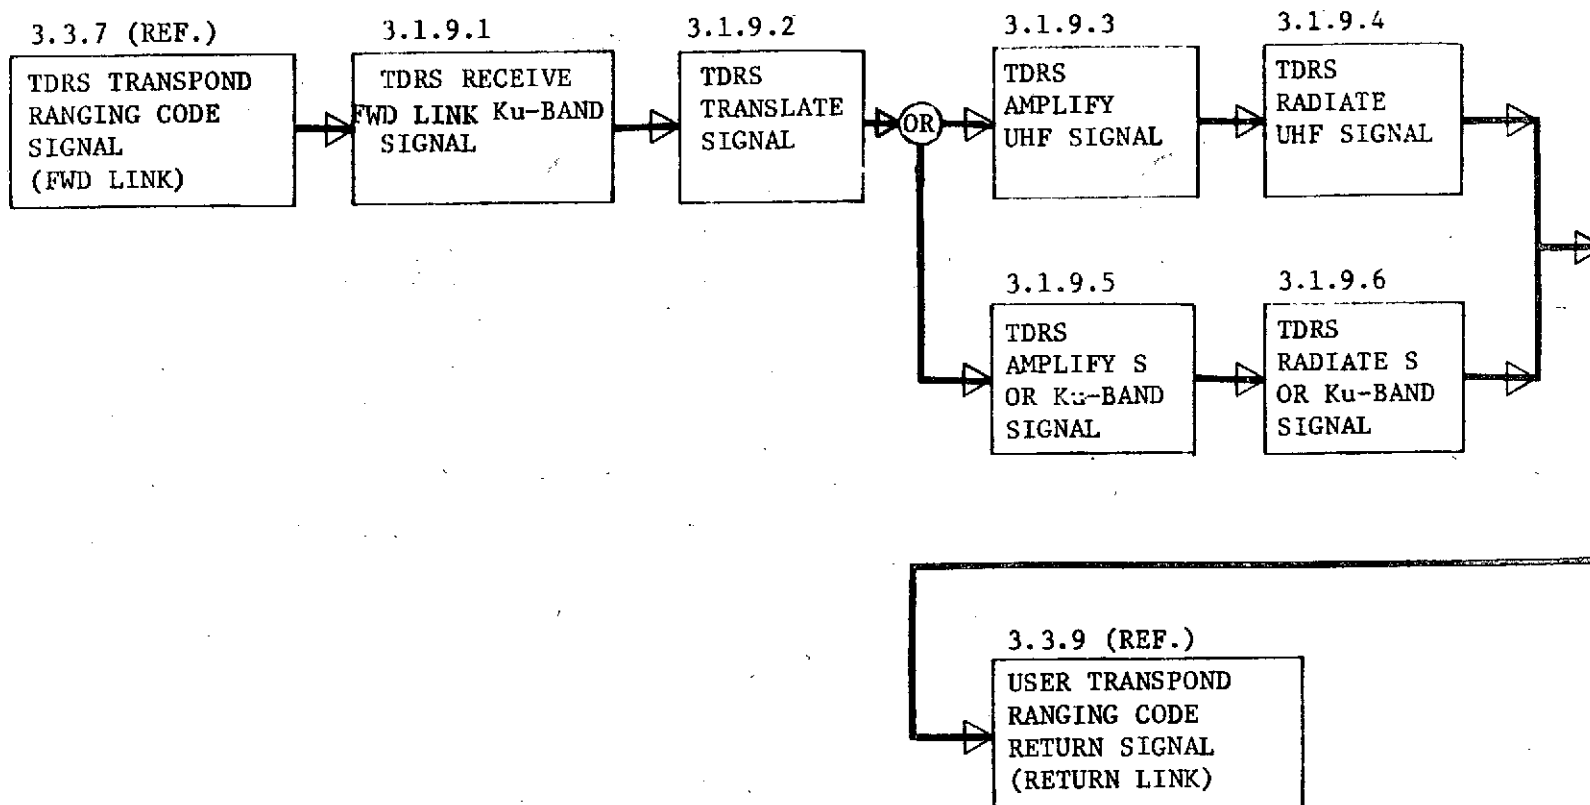 3.3.7 (REF.)
TDRS TRANSPOND
RANGING CODE
SIGNAL
(FWD LINK)
3.1.9.1
TDRS RECEIVE
FWD LINK Ku-BAND
SIGNAL
3.1.9.2
TDRS
TRANSLATE
SIGNAL
OR
3.1.9.3
TDRS
AMPLIFY
UHF SIGNAL
3.1.9.4
TDRS
RADIATE
UHF SIGNAL
3.1.9.5
TDRS
AMPLIFY S
OR Ku-BAND
SIGNAL
3.1.9.6
TDRS
RADIATE S
OR Ku-BAND
SIGNAL
3.3.9 (REF.)
USER TRANSPOND
RANGING CODE
RETURN SIGNAL
(RETURN LINK)